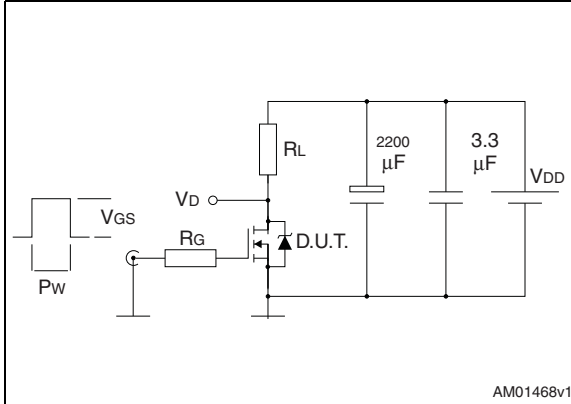 2200
μF
3.3
μF
RL
VDD
VD
VGS
RG
D.U.T.
PW
AM01468v1